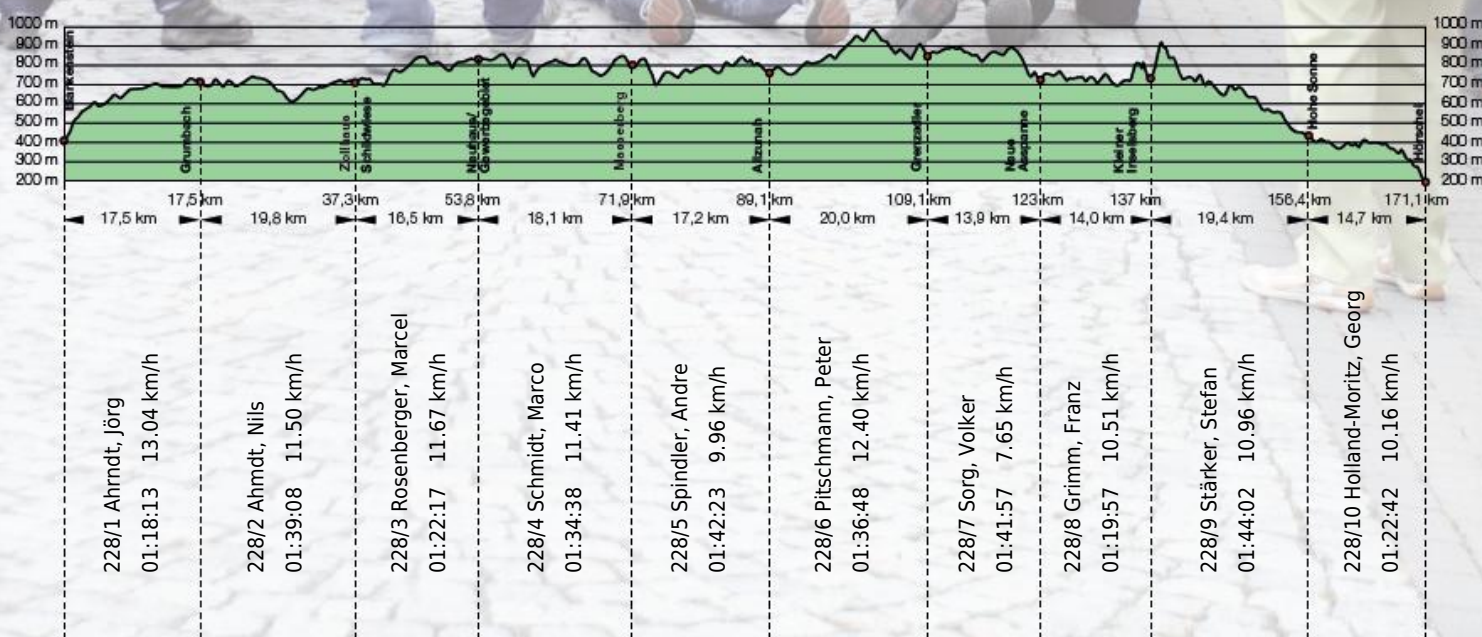 1000 m
900 m
800 m
700 m
600 m
500 m
400 m
300 m
200 m
1000 m
900 m
800 m
700 m
600 m
500 m
400 m
300 m
200 m
Blankenstein
Grumbach
Zollhaus
Schildwiese
Neuhaus/
Masserberg
Allzunah
Grenzadler
Neue
Ausspanne
Kleiner
Inselsberg
Hohe Sonne
Hörschel
17,5 km
37,3 km
53,8 km
71,9 km
89,1 km
109,1 km
123 km
137 km
156,4 km
171,1 km
17,5 km
19,8 km
16,5 km
18,1 km
17,2 km
20,0 km
13,9 km
14,0 km
19,4 km
14,7 km
228/1 Ahrndt, Jörg
01:18:13 13.04 km/h
228/2 Ahrndt, Nils
01:39:08 11.50 km/h
228/3 Rosenberger, Marcel
01:22:17 11.67 km/h
228/4 Schmidt, Marco
01:34:38 11.41 km/h
228/5 Spindler, Andre
01:42:23 9.96 km/h
228/6 Pitschmann, Peter
01:36:48 12.40 km/h
228/7 Sorg, Volker
01:41:57 7.65 km/h
228/8 Grimm, Franz
01:19:57 10.51 km/h
228/9 Stärker, Stefan
01:44:02 10.96 km/h
228/10 Holland-Moritz, Georg
01:22:42 10.16 km/h